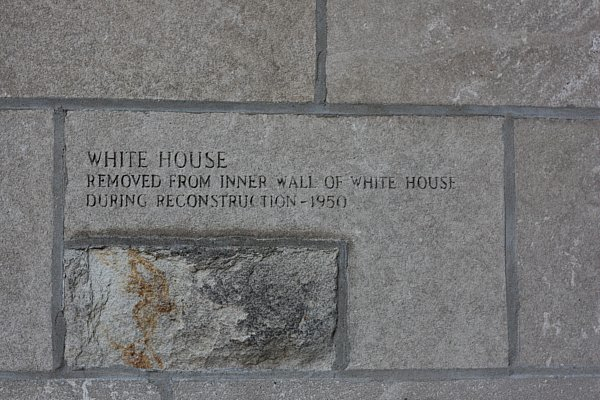 WHITE HOUSE
REMOVED FROM INNER WALL OF WHITE HOUSE
DURING RECONSTRUCTION-1950